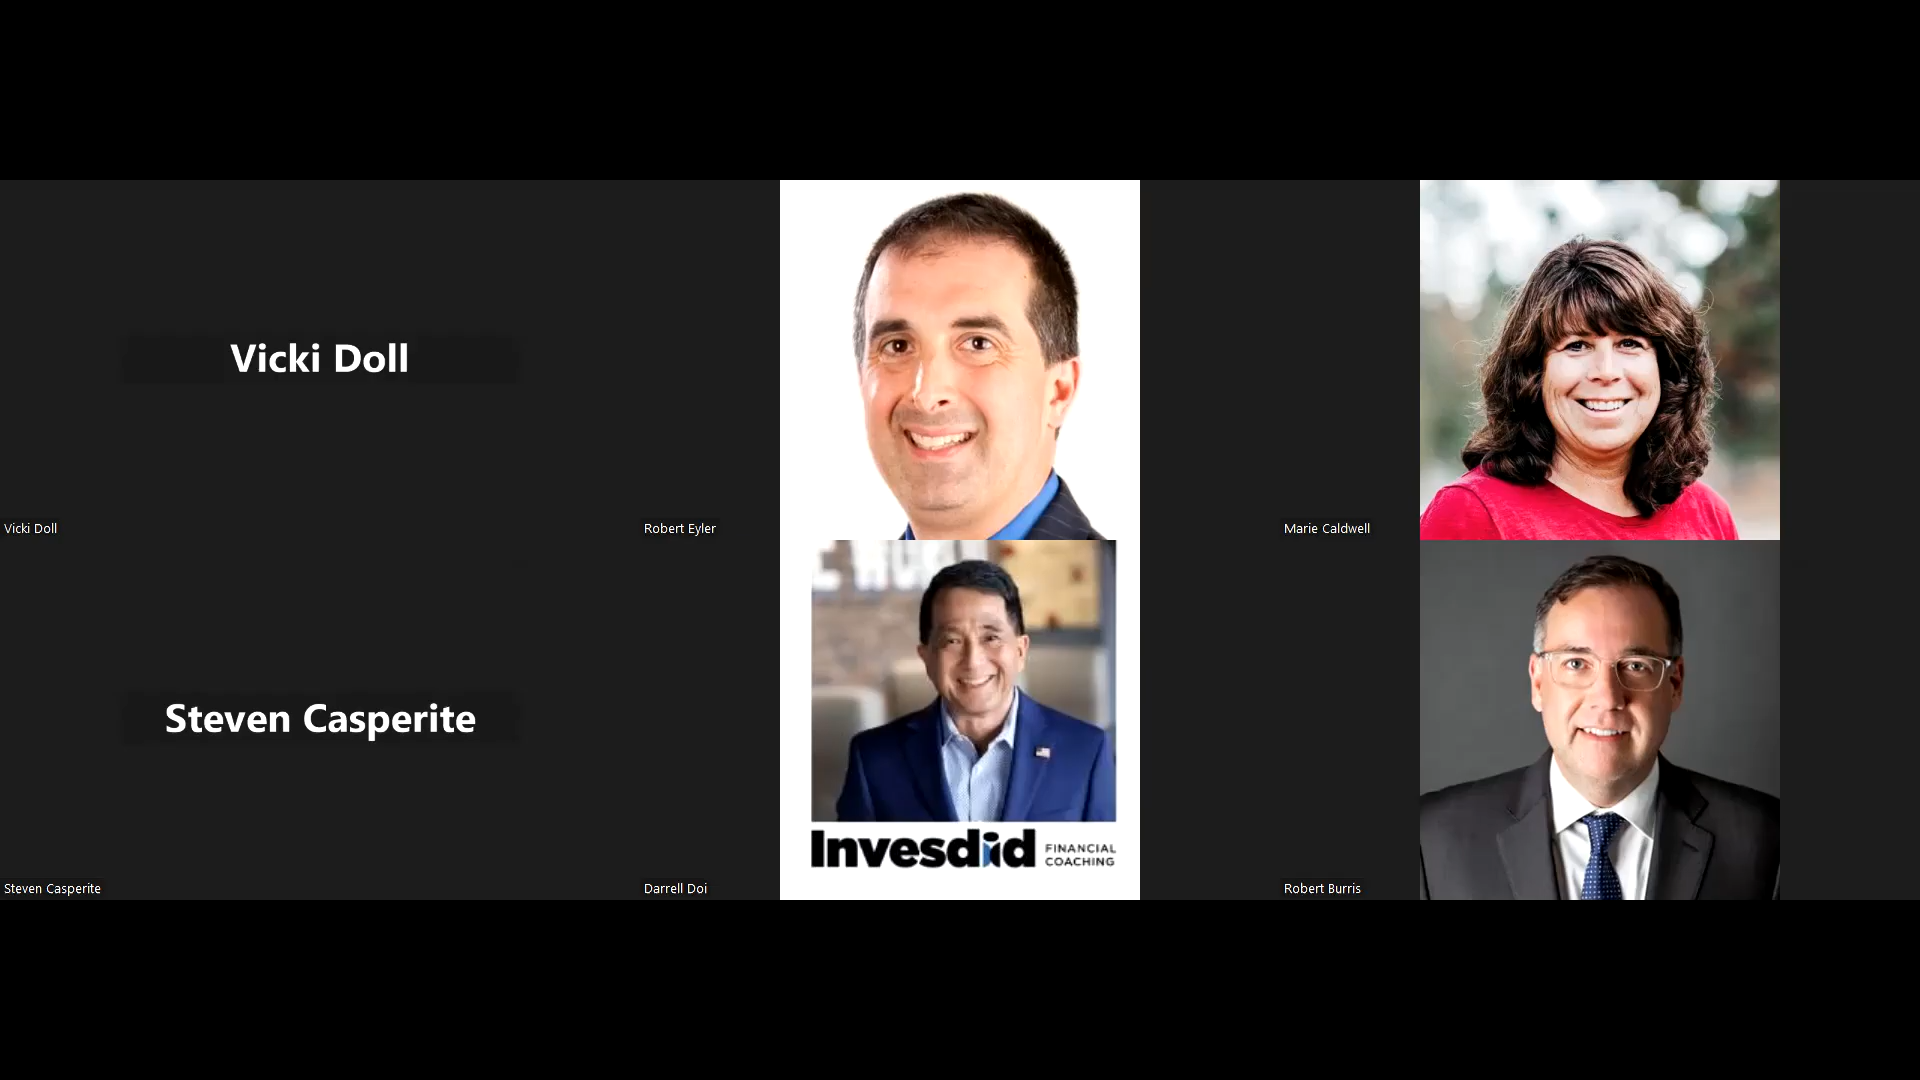 Vicki Doll
Vicki Doll
Robert Eyler
Marie Caldwell
Steven Casperite
Invesdid FINANCIAL
COACHING
Steven Casperite
Darrell Doi
Robert Burris